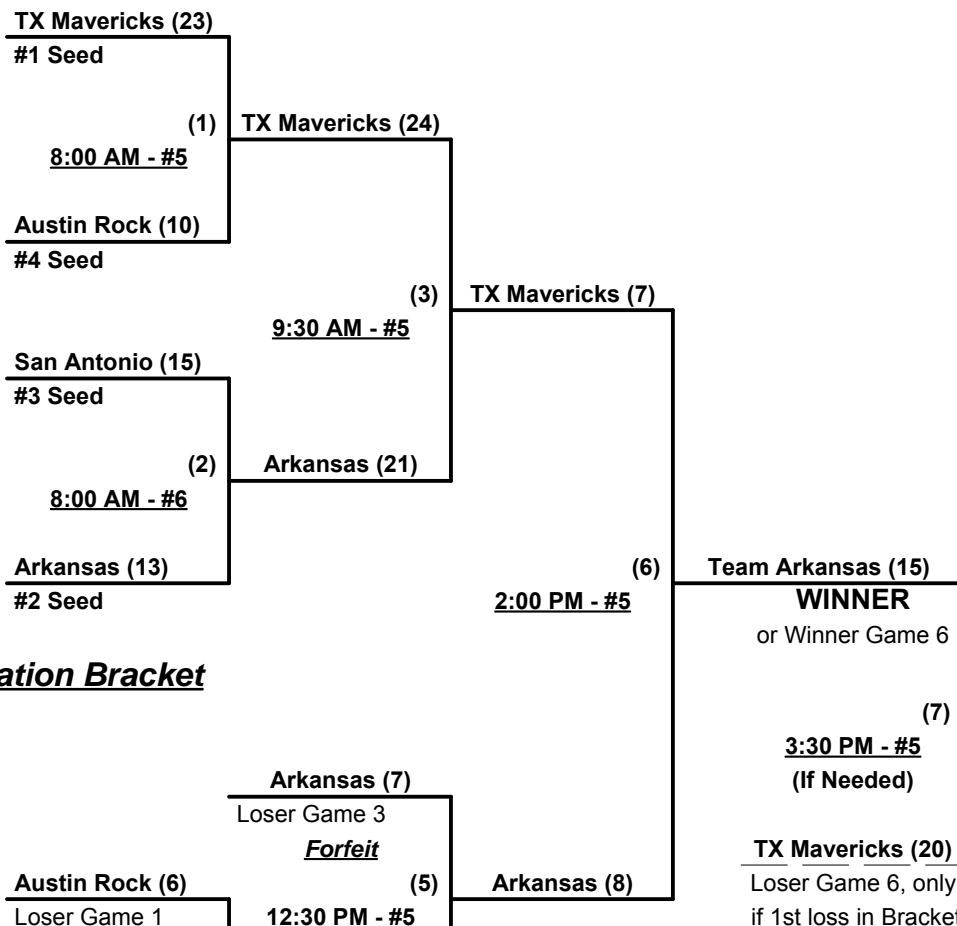 TX Mavericks (23)
#1 Seed
(1)
TX Mavericks (24)
8:00 AM - #5
Austin Rock (10)
#4 Seed
(3)
TX Mavericks (7)
9:30 AM - #5
San Antonio (15)
#3 Seed
(2)
Arkansas (21)
8:00 AM - #6
Arkansas (13)
#2 Seed
(6)
Team Arkansas (15)
2:00 PM - #5
WINNER
or Winner Game 6
ation Bracket
(7)
3:30 PM - #5
(If Needed)
Arkansas (7)
Loser Game 3
Forfeit
TX Mavericks (20)
Austin Rock (6)
(5)
Arkansas (8)
Loser Game 6, only
Loser Game 1
12:30 PM - #5
if 1st loss in Bracket